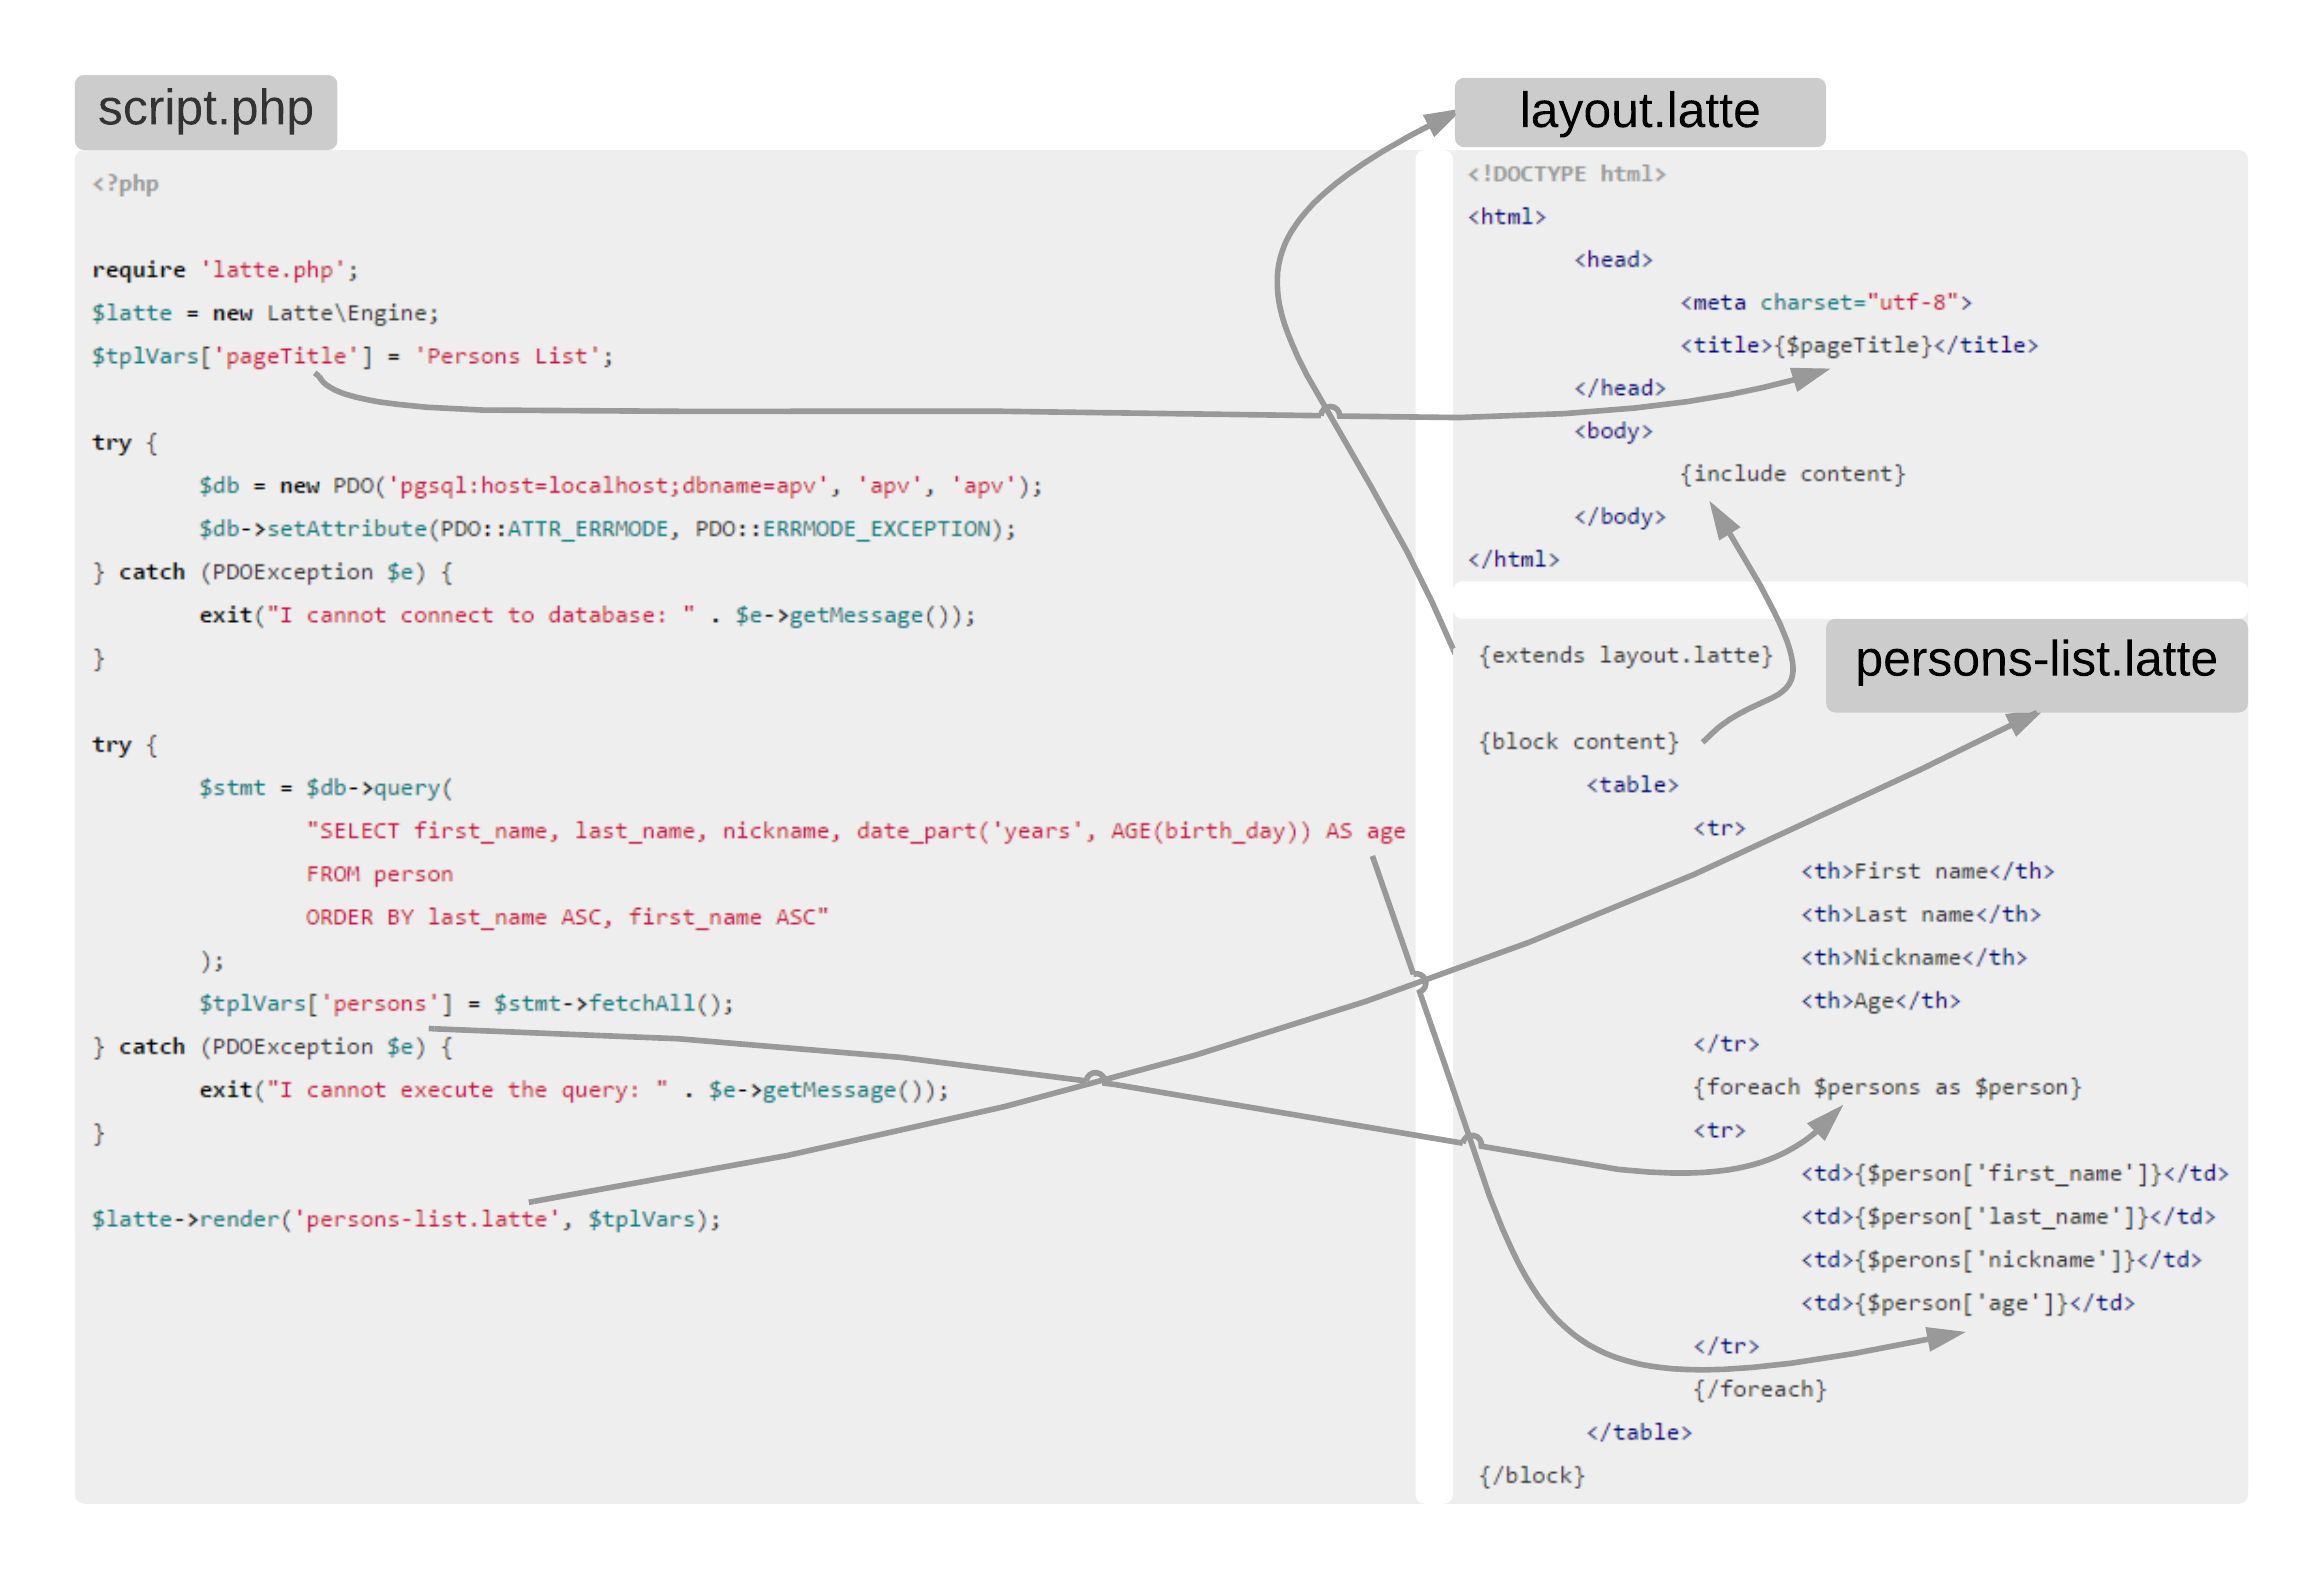 script.php
<?php
require 'latte.php';
$latte = new Latte\Engine;
$tplVars['pageTitle'] = 'Persons List';
try {
$db = new PDO('pgsql:host=localhost;dbname=apv', 'apv', 'apv');
$db->setAttribute(PDO::ATTR_ERRMODE, PDO::ERRMODE_EXCEPTION);
} catch (PDOException $e) {
exit("I cannot connect to database: " . $e->getMessage());
}
try {
$stmt = $db->query(
"SELECT first_name, last_name, nickname, date_part('years', AGE(birth_day)) AS age
FROM person
ORDER BY last_name ASC, first_name ASC"
);
$tplVars['persons'] = $stmt->fetchAll();
} catch (PDOException $e) {
exit("I cannot execute the query: " . $e->getMessage());
}
$latte->render('persons-list.latte', $tplVars);
layout.latte
<!DOCTYPE html>
<html>
<head>
<meta charset="utf-8">
<title>{$pageTitle}</title>
</head>
<body>
{include content}
</body>
</html>
persons-list.latte
{extends layout.latte}
{block content}
<table>
<tr>
<th>First name</th>
<th>Last name</th>
<th>Nickname</th>
<th>Age</th>
</tr>
{foreach $persons as $person}
<tr>
<td>{$person['first_name']}</td>
<td>{$person['last_name']}</td>
<td>{$perons['nickname']}</td>
<td>{$person['age']}</td>
</tr>
{/foreach}
</table>
{/block}